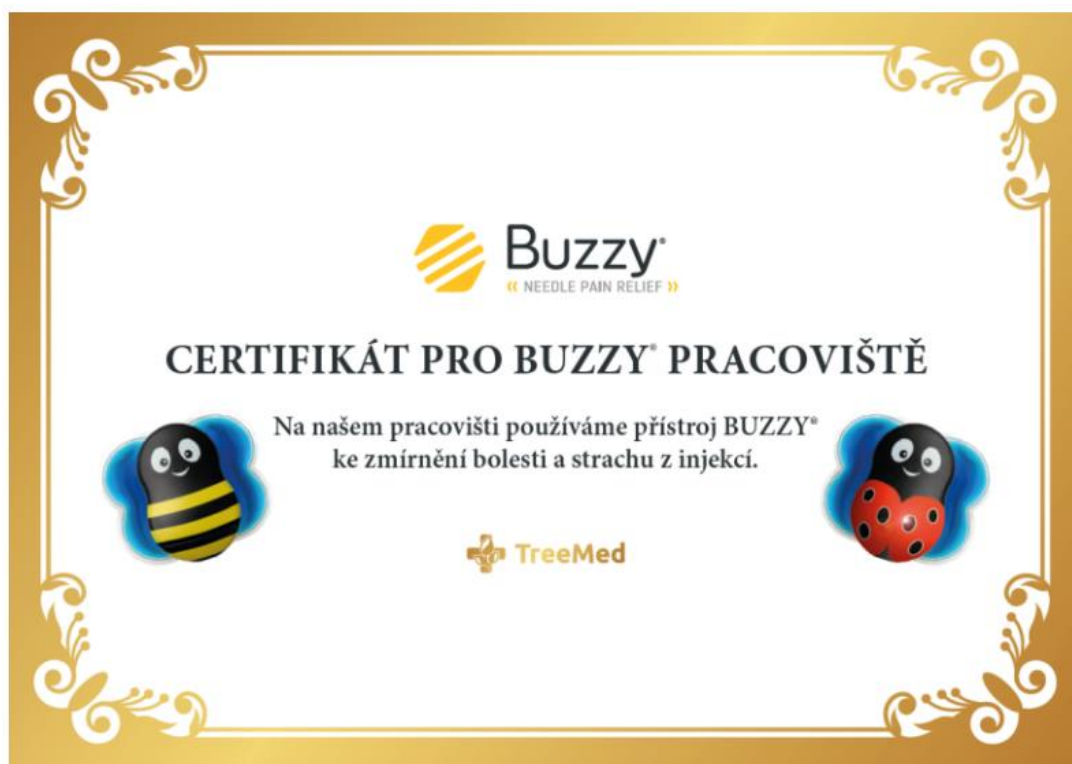 Buzzy®
« NEEDLE PAIN RELIEF »
CERTIFIKÁT PRO BUZZY® PRACOVIŠTĚ
Na našem pracovišti používáme přístroj BUZZY®
ke zmírnění bolesti a strachu z injekcí.
TreeMed